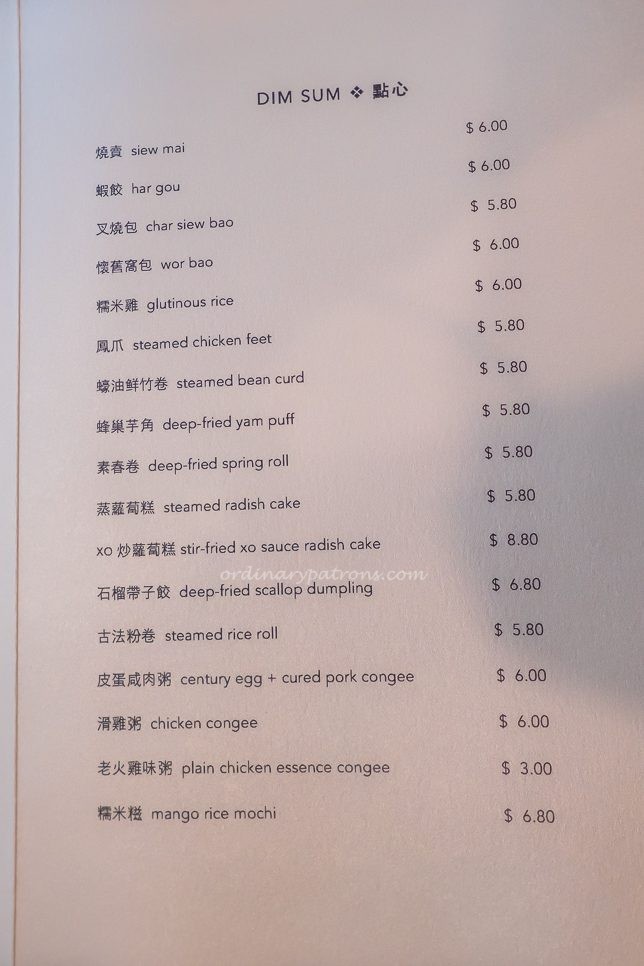 DIM SUM ❖ 點心
燒賣 siew mai $ 6.00
蝦餃 har gou $ 6.00
叉燒包 char siew bao $ 5.80
懷舊窩包 wor bao $ 6.00
糯米雞 glutinous rice $ 6.00
鳳爪 steamed chicken feet $ 5.80
蠔油鲜竹卷 steamed bean curd $ 5.80
蜂巢芋角 deep-fried yam puff $ 5.80
素春卷 deep-fried spring roll $ 5.80
蒸蘿蔔糕 steamed radish cake $ 5.80
xo 炒蘿蔔糕 stir-fried xo sauce radish cake $ 8.80
ordinarypatrons.com
石榴帶子餃 deep-fried scallop dumpling $ 6.80
古法粉卷 steamed rice roll $ 5.80
皮蛋咸肉粥 century egg + cured pork congee $ 6.00
滑雞粥 chicken congee $ 6.00
老火雞味粥 plain chicken essence congee $ 3.00
糯米糍 mango rice mochi $ 6.80